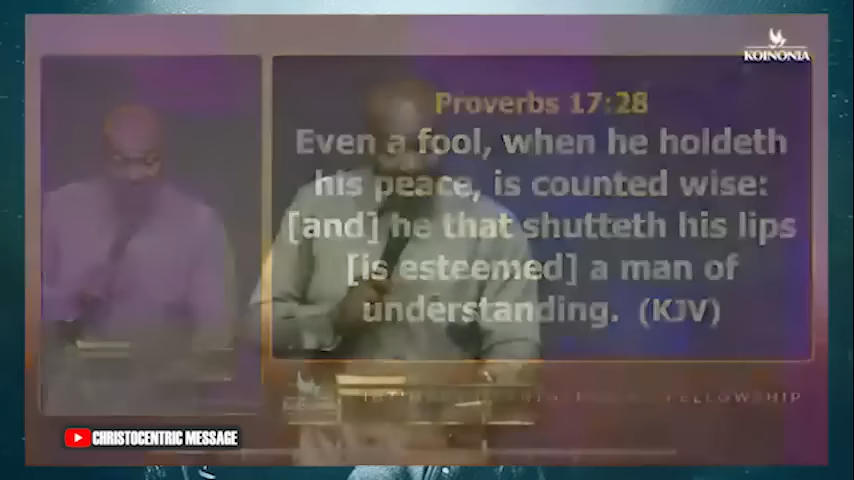 KOINONIA
Proverbs 17:28
Even a fool, when he holdeth
his peace, is counted wise:
[and] he that shutteth his lips
[is esteemed] a man of
understanding. (KJV)
FELLOWSHIP
CHRISTOCENTRIC MESSAGE